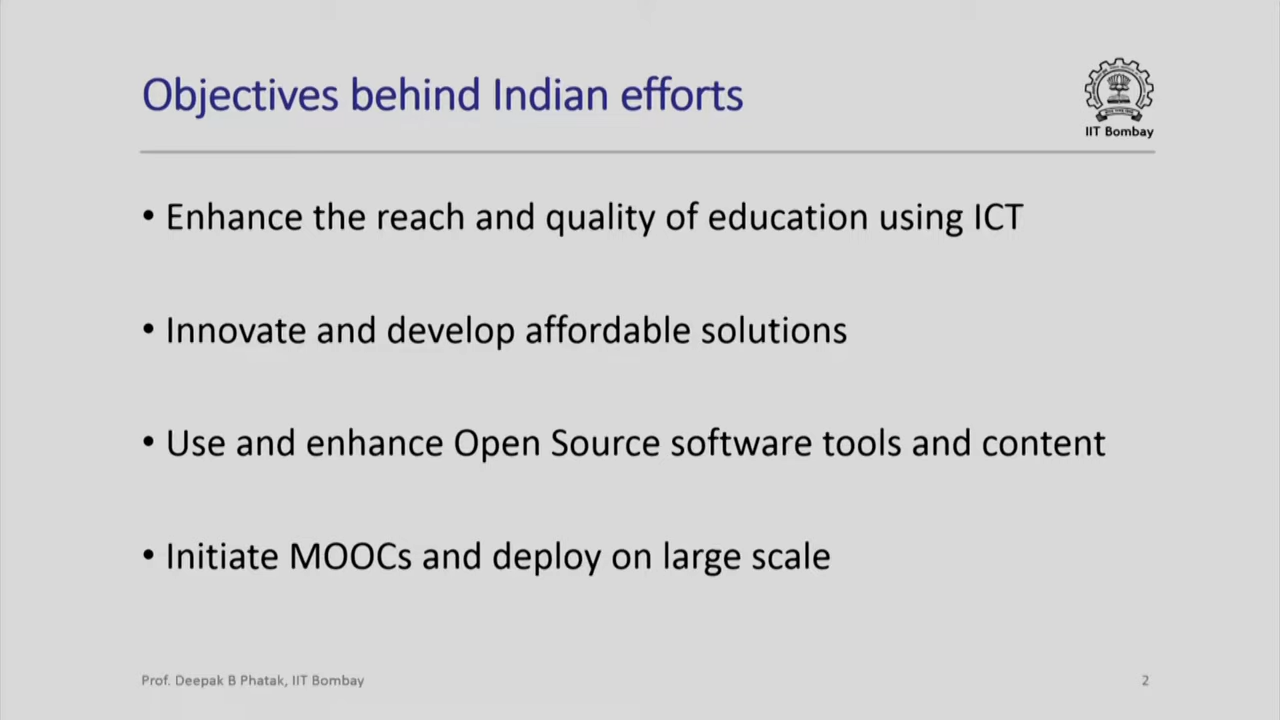 Objectives behind Indian efforts
IIT Bombay
• Enhance the reach and quality of education using ICT
• Innovate and develop affordable solutions
• Use and enhance Open Source software tools and content
• Initiate MOOCs and deploy on large scale
Prof. Deepak B Phatak, IIT Bombay
2